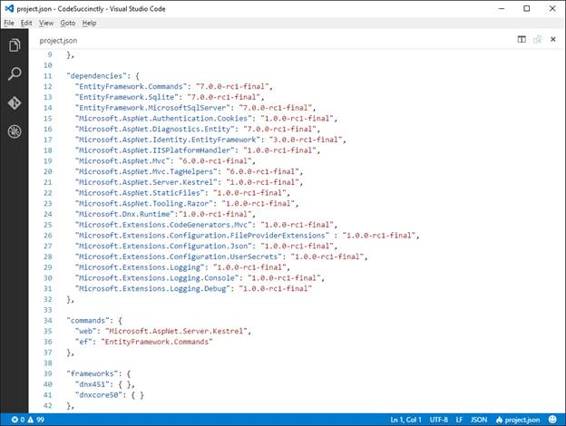 project.json - CodeSuccinctly - Visual Studio Code
File Edit View Goto Help
project.json
9 },
10
11 "dependencies": {
12 "EntityFramework.Commands": "7.0.0-rc1-final",
13 "EntityFramework.Sqlite": "7.0.0-rc1-final",
14 "EntityFramework.MicrosoftSqlServer": "7.0.0-rc1-final",
15 "Microsoft.AspNet.Authentication.Cookies": "1.0.0-rc1-final",
16 "Microsoft.AspNet.Diagnostics.Entity": "7.0.0-rc1-final",
17 "Microsoft.AspNet.Identity.EntityFramework": "3.0.0-rc1-final",
18 "Microsoft.AspNet.IISPlatformHandler": "1.0.0-rc1-final",
19 "Microsoft.AspNet.Mvc": "6.0.0-rc1-final",
20 "Microsoft.AspNet.Mvc.TagHelpers": "6.0.0-rc1-final",
21 "Microsoft.AspNet.Server.Kestrel": "1.0.0-rc1-final",
22 "Microsoft.AspNet.StaticFiles": "1.0.0-rc1-final",
23 "Microsoft.AspNet.Tooling.Razor": "1.0.0-rc1-final",
24 "Microsoft.Dnx.Runtime":"1.0.0-rc1-final",
25 "Microsoft.Extensions.CodeGenerators.Mvc": "1.0.0-rc1-final",
26 "Microsoft.Extensions.Configuration.FileProviderExtensions" : "1.0.0-rc1-final",
27 "Microsoft.Extensions.Configuration.Json": "1.0.0-rc1-final",
28 "Microsoft.Extensions.Configuration.UserSecrets": "1.0.0-rc1-final",
29 "Microsoft.Extensions.Logging": "1.0.0-rc1-final",
30 "Microsoft.Extensions.Logging.Console": "1.0.0-rc1-final",
31 "Microsoft.Extensions.Logging.Debug": "1.0.0-rc1-final"
32 },
33
34 "commands": {
35 "web": "Microsoft.AspNet.Server.Kestrel",
36 "ef": "EntityFramework.Commands"
37 },
38
39 "frameworks": {
40 "dnx451": { },
41 "dnxcore50": { }
42 },
0 99 Ln 1, Col 1 UTF-8 LF JSON project.json